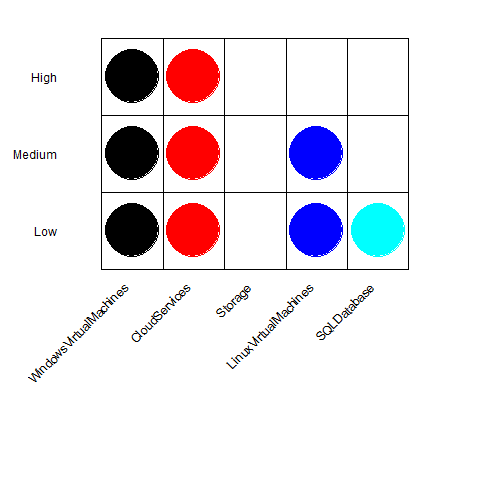 High
Medium
Low
WindowsVirtualMachines
CloudServices
Storage
LinuxVirtualMachines
SQLDatabase